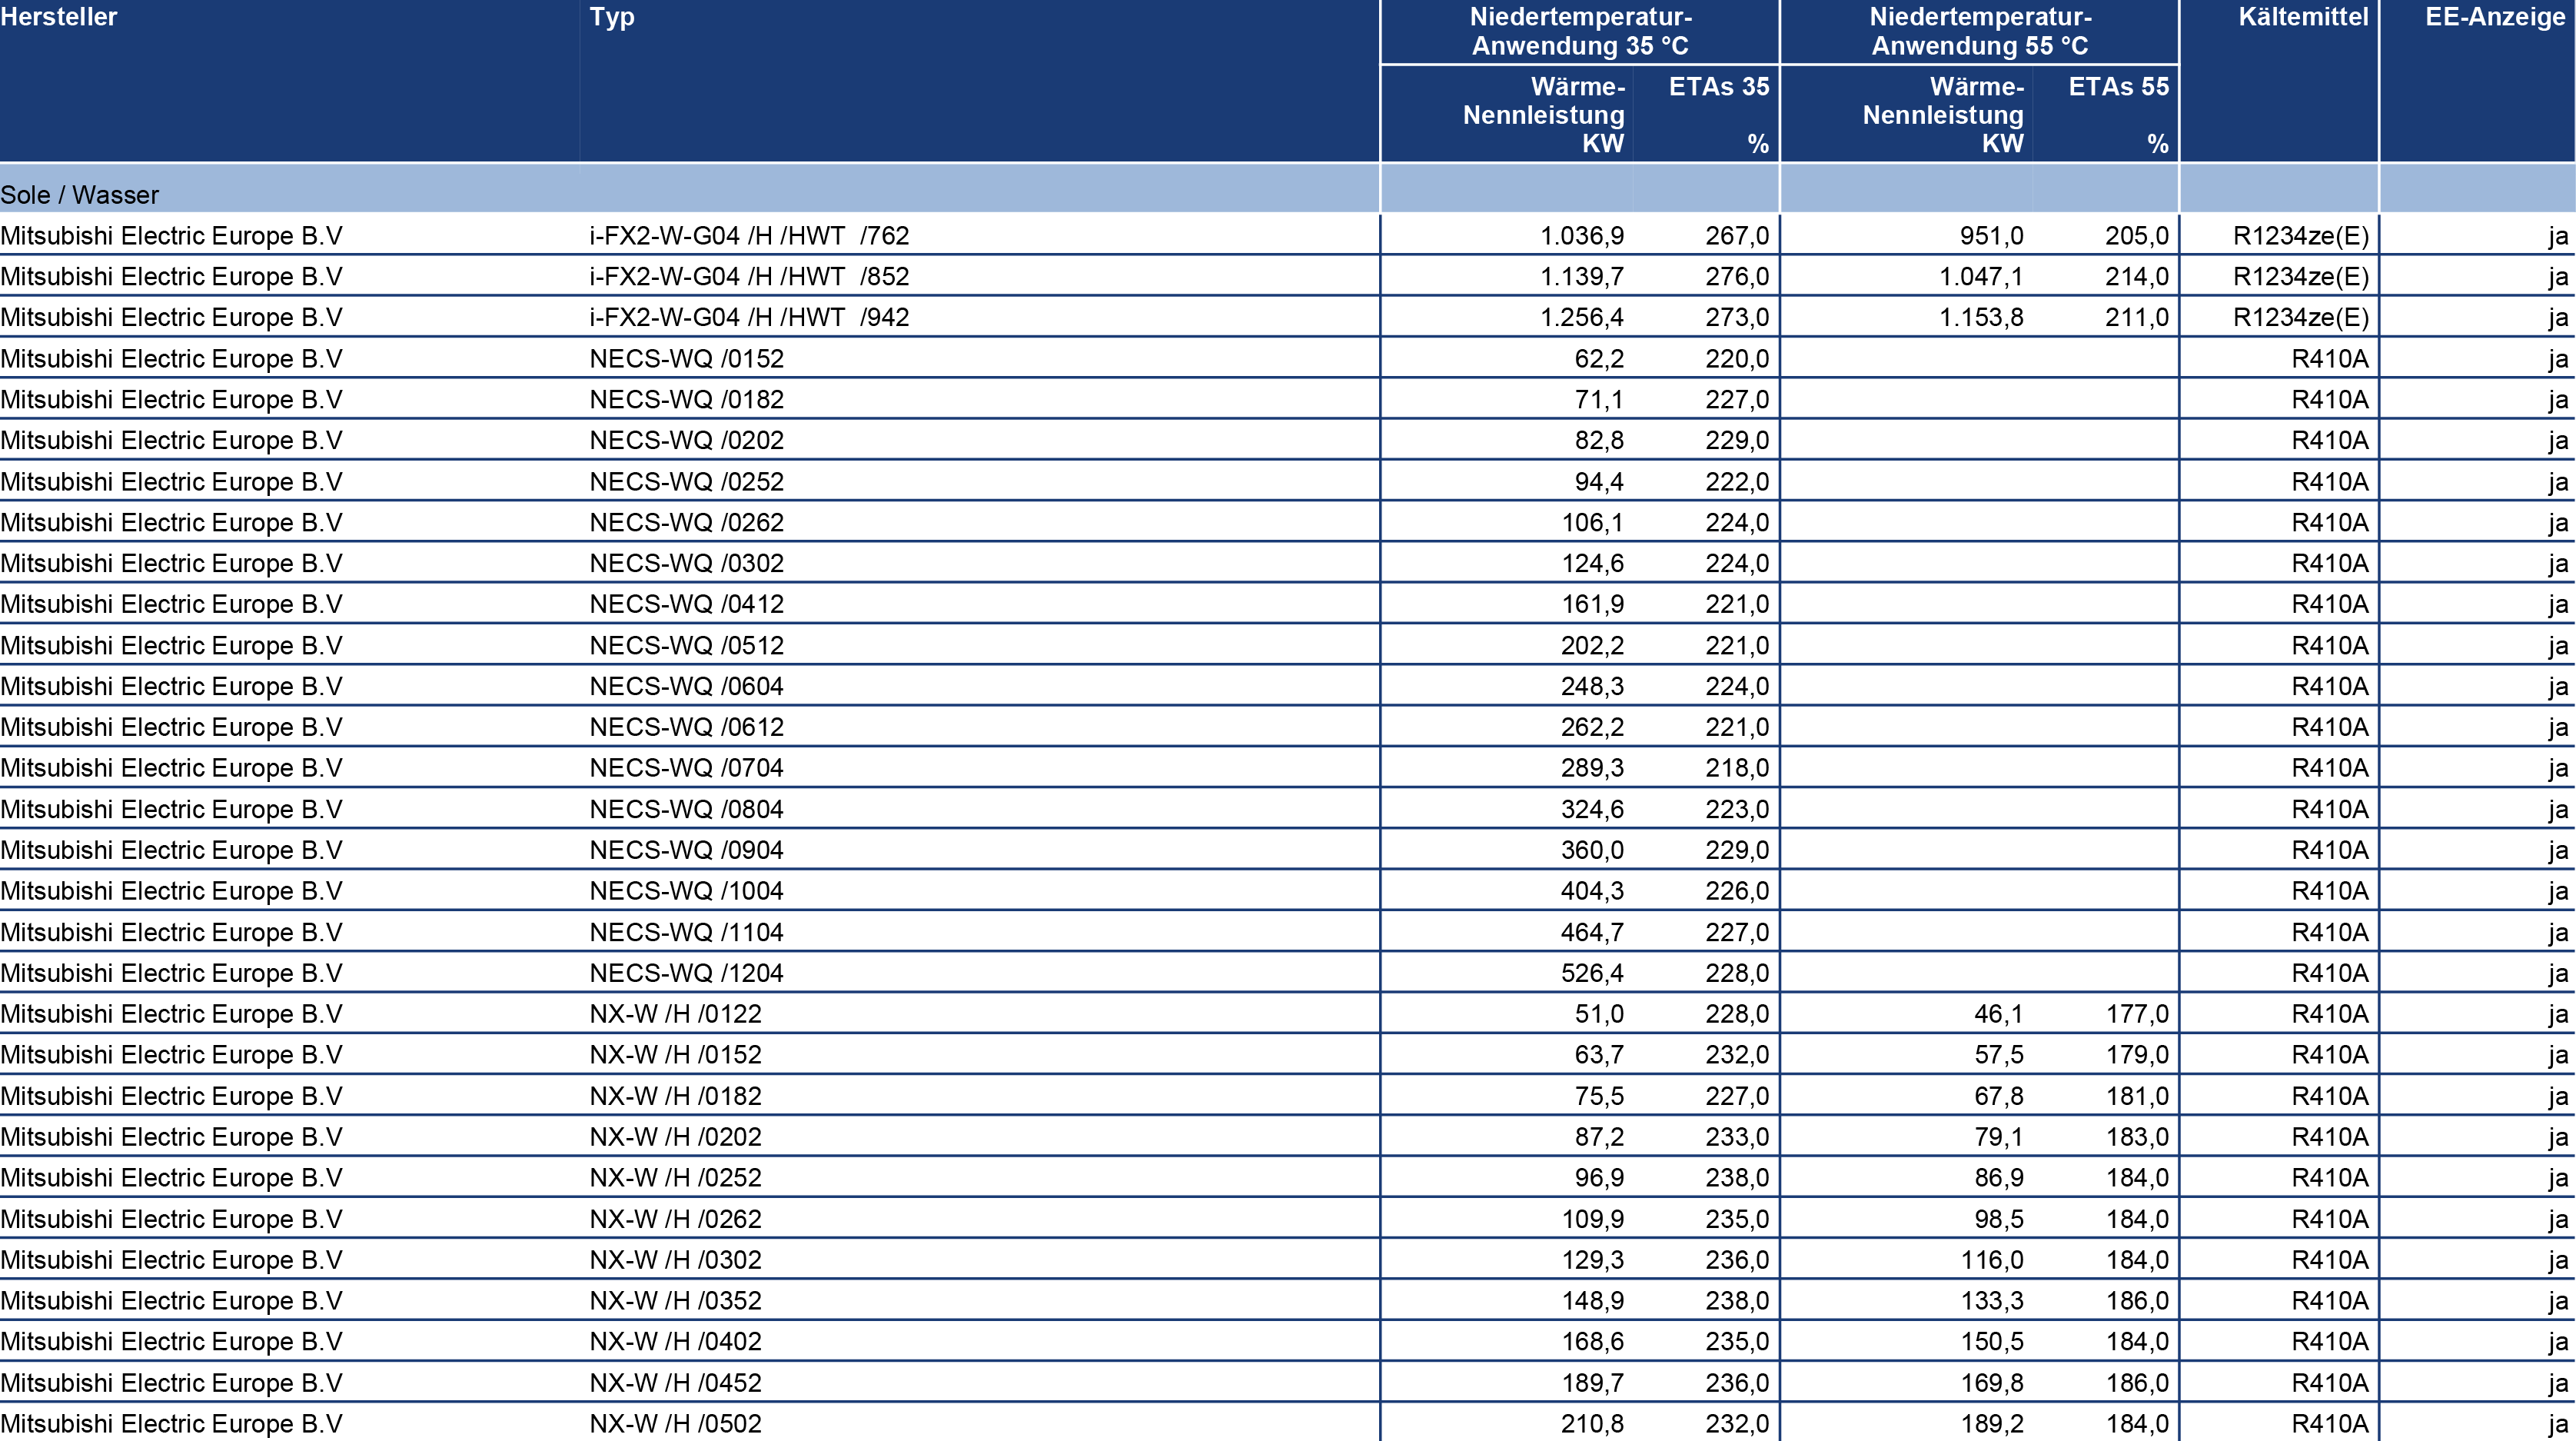 Hersteller Typ Niedertemperatur- Niedertemperatur- Kältemittel EE-Anzeige
Anwendung 35 °C Anwendung 55 °C
Wärme- ETAs 35 Wärme- ETAs 55
Nennleistung Nennleistung
KW % KW %
Sole / Wasser
Mitsubishi Electric Europe B.V i-FX2-W-G04 /H /HWT /762 1.036,9 267,0 951,0 205,0 R1234ze(E) ja
Mitsubishi Electric Europe B.V i-FX2-W-G04 /H /HWT /852 1.139,7 276,0 1.047,1 214,0 R1234ze(E) ja
Mitsubishi Electric Europe B.V i-FX2-W-G04 /H /HWT /942 1.256,4 273,0 1.153,8 211,0 R1234ze(E) ja
Mitsubishi Electric Europe B.V NECS-WQ /0152 62,2 220,0 R410A ja
Mitsubishi Electric Europe B.V NECS-WQ /0182 71,1 227,0 R410A ja
Mitsubishi Electric Europe B.V NECS-WQ /0202 82,8 229,0 R410A ja
Mitsubishi Electric Europe B.V NECS-WQ /0252 94,4 222,0 R410A ja
Mitsubishi Electric Europe B.V NECS-WQ /0262 106,1 224,0 R410A ja
Mitsubishi Electric Europe B.V NECS-WQ /0302 124,6 224,0 R410A ja
Mitsubishi Electric Europe B.V NECS-WQ /0412 161,9 221,0 R410A ja
Mitsubishi Electric Europe B.V NECS-WQ /0512 202,2 221,0 R410A ja
Mitsubishi Electric Europe B.V NECS-WQ /0604 248,3 224,0 R410A ja
Mitsubishi Electric Europe B.V NECS-WQ /0612 262,2 221,0 R410A ja
Mitsubishi Electric Europe B.V NECS-WQ /0704 289,3 218,0 R410A ja
Mitsubishi Electric Europe B.V NECS-WQ /0804 324,6 223,0 R410A ja
Mitsubishi Electric Europe B.V NECS-WQ /0904 360,0 229,0 R410A ja
Mitsubishi Electric Europe B.V NECS-WQ /1004 404,3 226,0 R410A ja
Mitsubishi Electric Europe B.V NECS-WQ /1104 464,7 227,0 R410A ja
Mitsubishi Electric Europe B.V NECS-WQ /1204 526,4 228,0 R410A ja
Mitsubishi Electric Europe B.V NX-W /H /0122 51,0 228,0 46,1 177,0 R410A ja
Mitsubishi Electric Europe B.V NX-W /H /0152 63,7 232,0 57,5 179,0 R410A ja
Mitsubishi Electric Europe B.V NX-W /H /0182 75,5 227,0 67,8 181,0 R410A ja
Mitsubishi Electric Europe B.V NX-W /H /0202 87,2 233,0 79,1 183,0 R410A ja
Mitsubishi Electric Europe B.V NX-W /H /0252 96,9 238,0 86,9 184,0 R410A ja
Mitsubishi Electric Europe B.V NX-W /H /0262 109,9 235,0 98,5 184,0 R410A ja
Mitsubishi Electric Europe B.V NX-W /H /0302 129,3 236,0 116,0 184,0 R410A ja
Mitsubishi Electric Europe B.V NX-W /H /0352 148,9 238,0 133,3 186,0 R410A ja
Mitsubishi Electric Europe B.V NX-W /H /0402 168,6 235,0 150,5 184,0 R410A ja
Mitsubishi Electric Europe B.V NX-W /H /0452 189,7 236,0 169,8 186,0 R410A ja
Mitsubishi Electric Europe B.V NX-W /H /0502 210,8 232,0 189,2 184,0 R410A ja